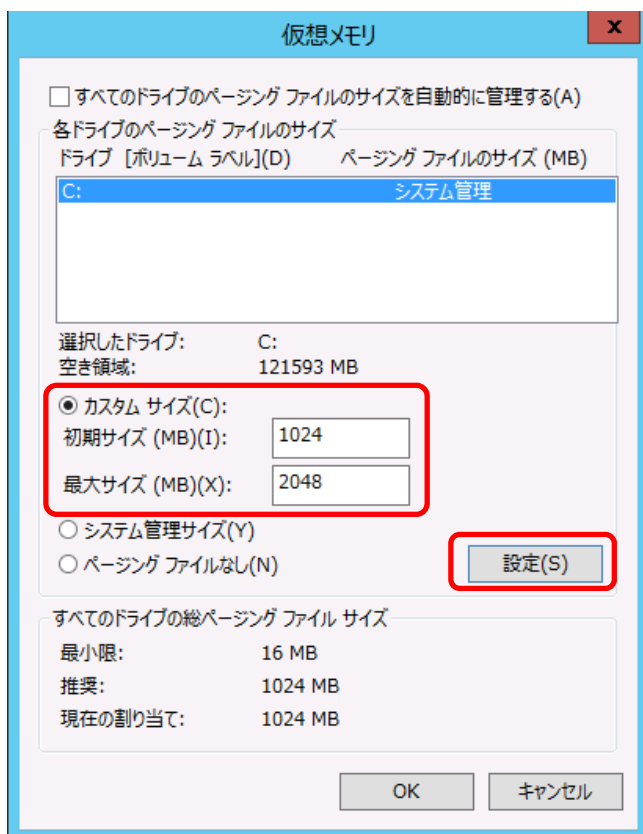 仮想メモリ
x
すべてのドライブのページング ファイルのサイズを自動的に管理する(A)
各ドライブのページング ファイルのサイズ
ドライブ [ボリューム ラベル](D) ページング ファイルのサイズ (MB)
C: システム管理
選択したドライブ: C:
空き領域: 121593 MB
カスタム サイズ(C):
初期サイズ (MB)(I): 1024
最大サイズ (MB)(X): 2048
システム管理サイズ(Y)
ページング ファイルなし(N) 設定(S)
すべてのドライブの総ページング ファイル サイズ
最小限: 16 MB
推奨: 1024 MB
現在の割り当て: 1024 MB
OK キャンセル